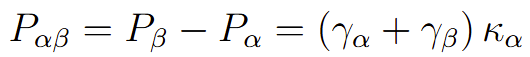 P_{αβ} = P_β − P_α = (γ_α + γ_β) κ_α